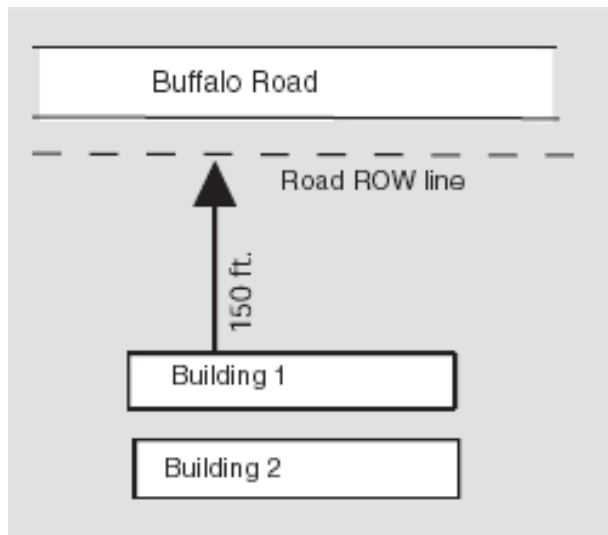 Buffalo Road
Road ROW line
150 ft.
Building 1
Building 2